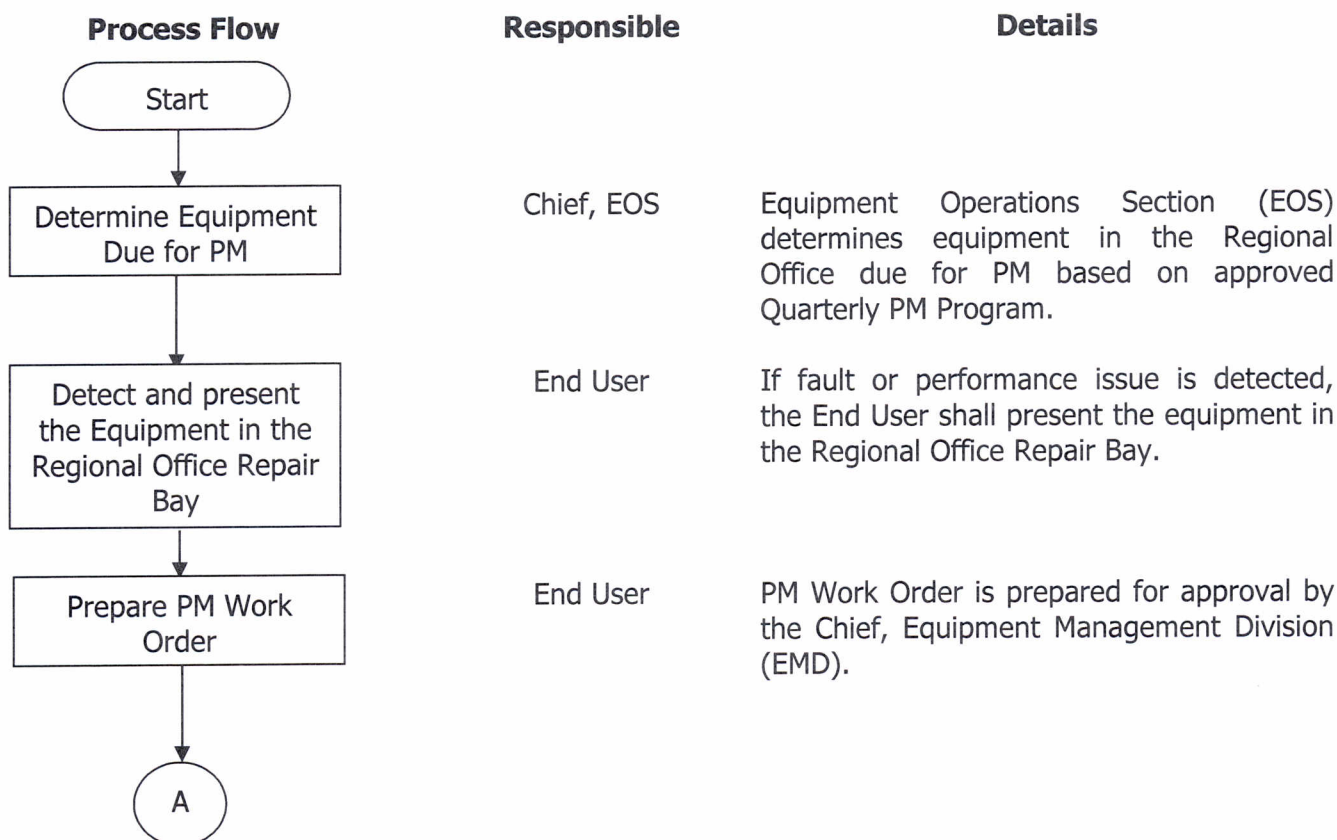 Process Flow
Responsible
Details
Start
Determine Equipment
Due for PM
Chief, EOS
Equipment Operations Section (EOS)
determines equipment in the Regional
Office due for PM based on approved
Quarterly PM Program.
Detect and present
the Equipment in the
Regional Office Repair
Bay
End User
If fault or performance issue is detected,
the End User shall present the equipment in
the Regional Office Repair Bay.
Prepare PM Work
Order
End User
PM Work Order is prepared for approval by
the Chief, Equipment Management Division
(EMD).
A